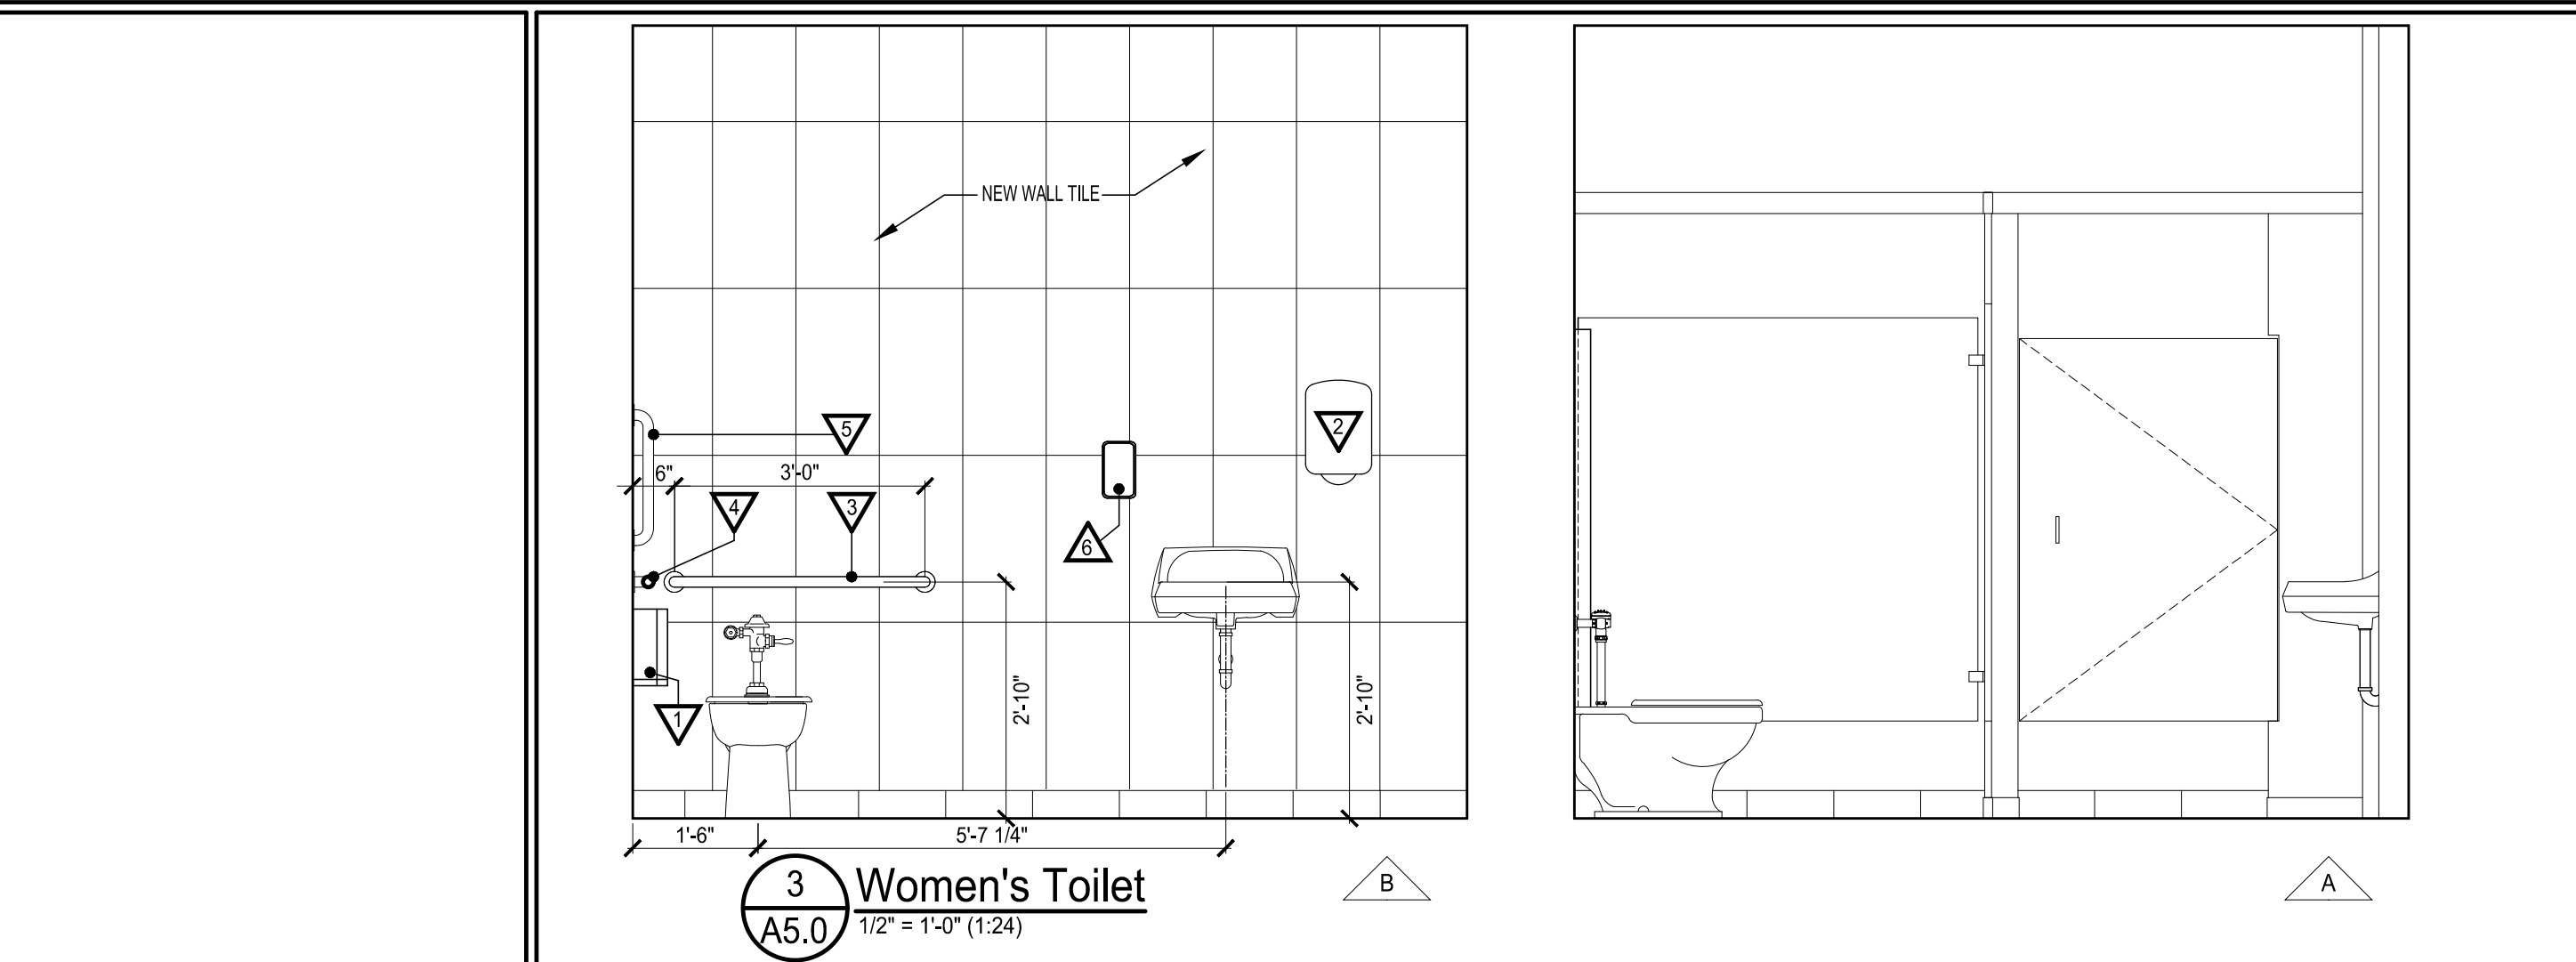 NEW WALL TILE
5
2
6"
3'-0"
4
3
6
1
2'-10"
2'-10"
1'-6"
5'-7 1/4"
3
A5.0
Women's Toilet
1/2" = 1'-0" (1:24)
B
A